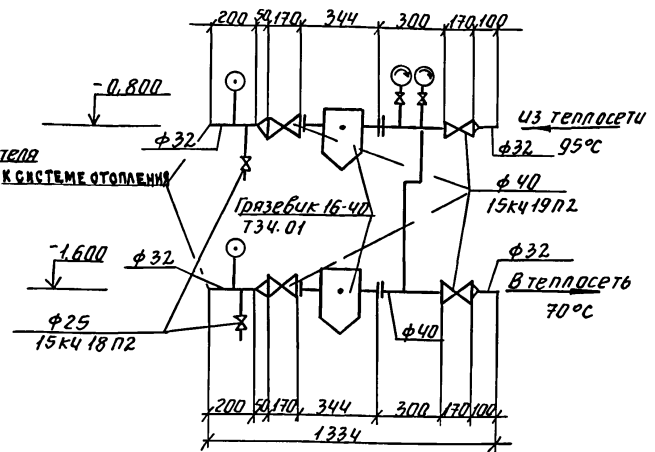 200 50 170 344 300 170 100
-0,800
ИЗ ТЕПЛОСЕТИ
ф32
ф32 95°C
ТЕЛЯ
К СИСТЕМЕ ОТОПЛЕНИЯ
ф40
15кч19п2
Грязевик 16-40
Т34.01
-1.600
ф32
ф32
В ТЕПЛОСЕТЬ
70°C
ф25
15кч18п2
ф40
200 50 170 344 300 170 100
1334